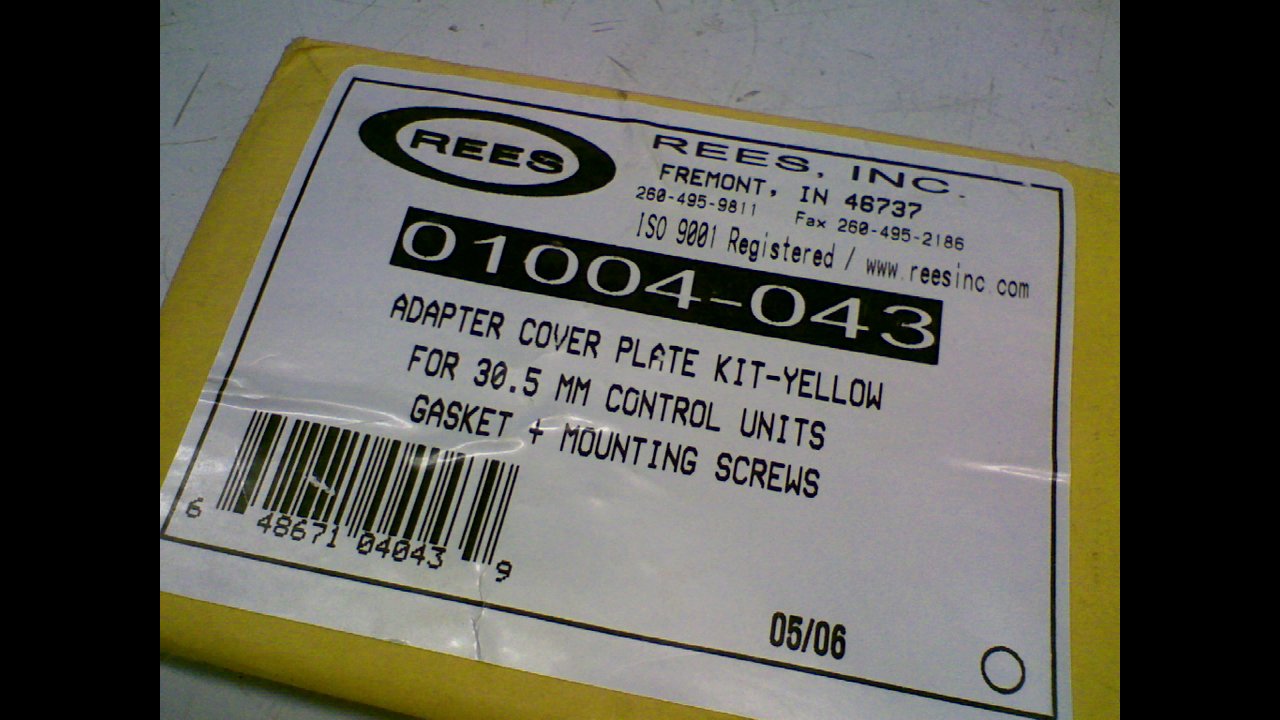 REES
REES, INC.
FREMONT, IN 46737
260-495-9811 Fax 260-495-2186
ISO 9001 Registered / www.reesinc.com
01004-043
ADAPTER COVER PLATE KIT-YELLOW
FOR 30.5 MM CONTROL UNITS
GASKET + MOUNTING SCREWS
6 48671 04043 9
05/06